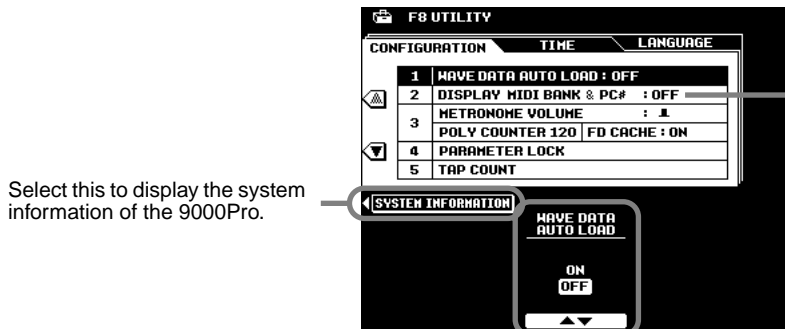 F8 UTILITY
CONFIGURATION TIME LANGUAGE
1 WAVE DATA AUTO LOAD : OFF
2 DISPLAY MIDI BANK & PC# : OFF
3 METRONOME VOLUME :
POLY COUNTER 120 FD CACHE : ON
4 PARAMETER LOCK
5 TAP COUNT
Select this to display the system
information of the 9000Pro.
SYSTEM INFORMATION
WAVE DATA
AUTO LOAD
ON
OFF